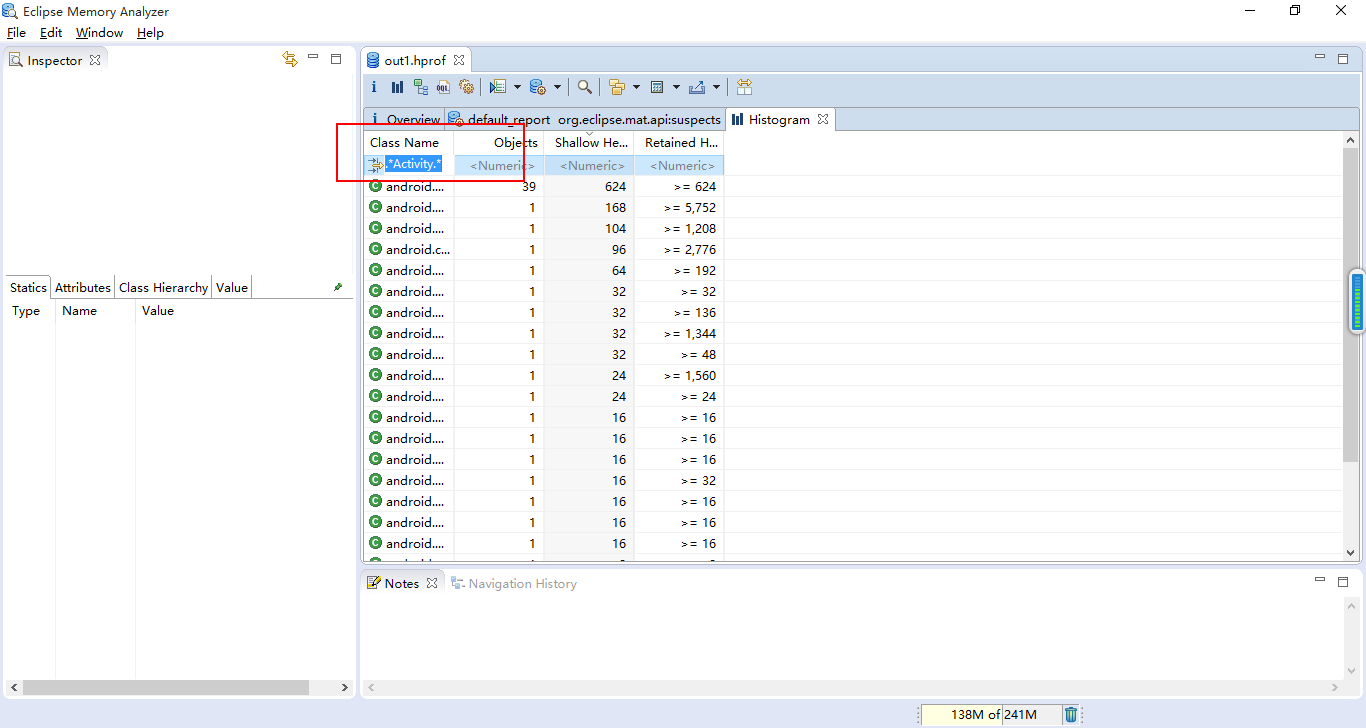 Eclipse Memory Analyzer
File Edit Window Help
Inspector
out1.hprof
i OQL
i Overview default_report org.eclipse.mat.api:suspects Histogram
Class Name Objects Shallow He... Retained H...
.*Activity.* <Numeric> <Numeric> <Numeric>
C android.... 39 624 >= 624
C android.... 1 168 >= 5,752
C android.... 1 104 >= 1,208
C android.c... 1 96 >= 2,776
C android.... 1 64 >= 192
C android.... 1 32 >= 32
C android.... 1 32 >= 136
C android.... 1 32 >= 1,344
C android.... 1 32 >= 48
C android.... 1 24 >= 1,560
C android.... 1 24 >= 24
C android.... 1 16 >= 16
C android.... 1 16 >= 16
C android.... 1 16 >= 16
C android.... 1 16 >= 32
C android.... 1 16 >= 16
C android.... 1 16 >= 16
C android.... 1 16 >= 16
Statics Attributes Class Hierarchy Value
Type Name Value
Notes Navigation History
138M of 241M